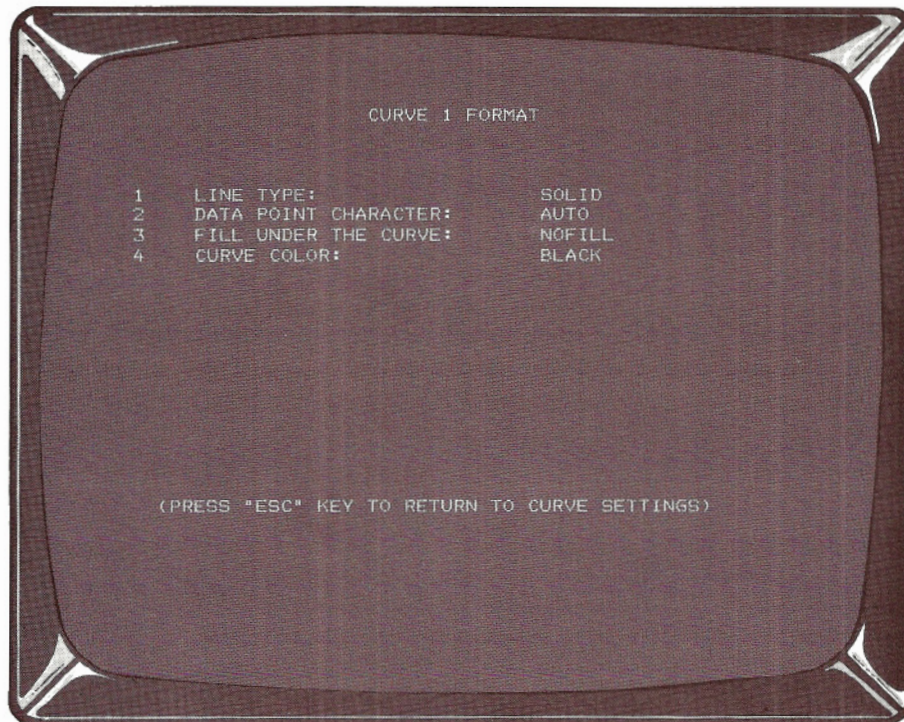 CURVE 1 FORMAT
1 LINE TYPE: SOLID
2 DATA POINT CHARACTER: AUTO
3 FILL UNDER THE CURVE: NOFILL
4 CURVE COLOR: BLACK
(PRESS "ESC" KEY TO RETURN TO CURVE SETTINGS)